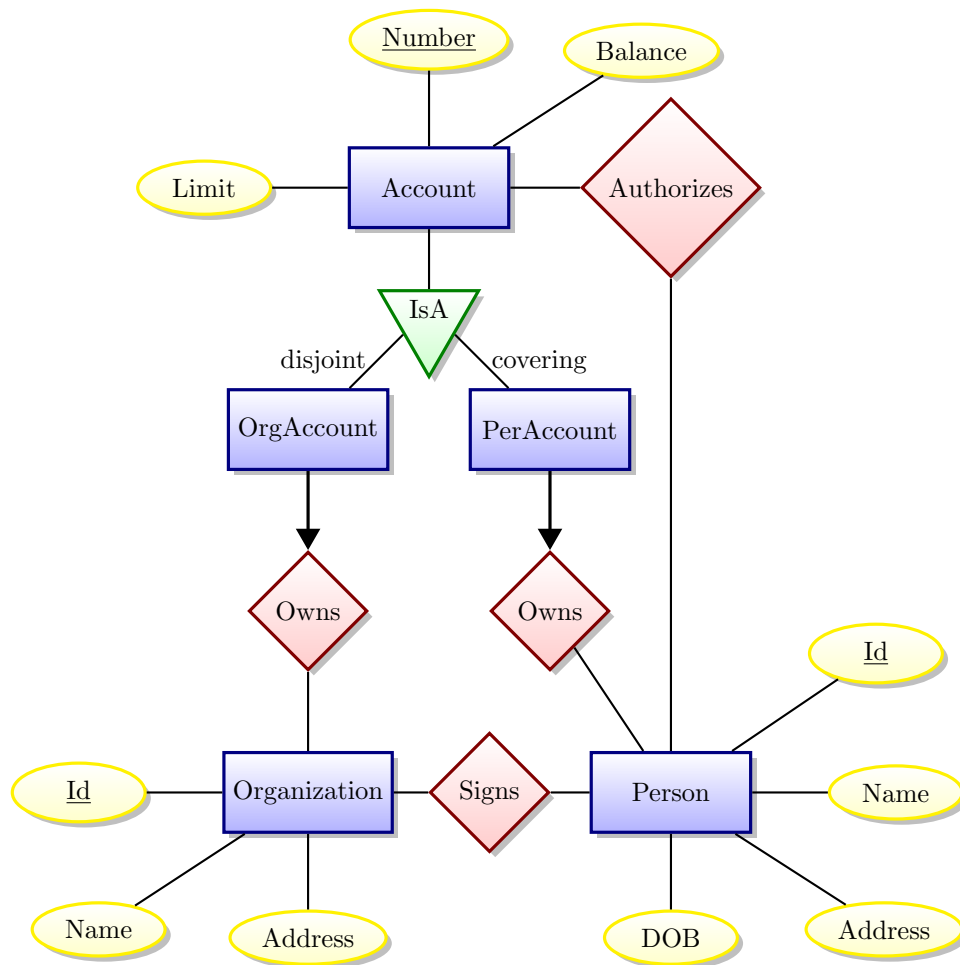 Number
Balance
Limit
Account
Authorizes
IsA
disjoint
covering
OrgAccount
PerAccount
Owns
Owns
Id
Id
Organization
Signs
Person
Name
Name
Address
DOB
Address